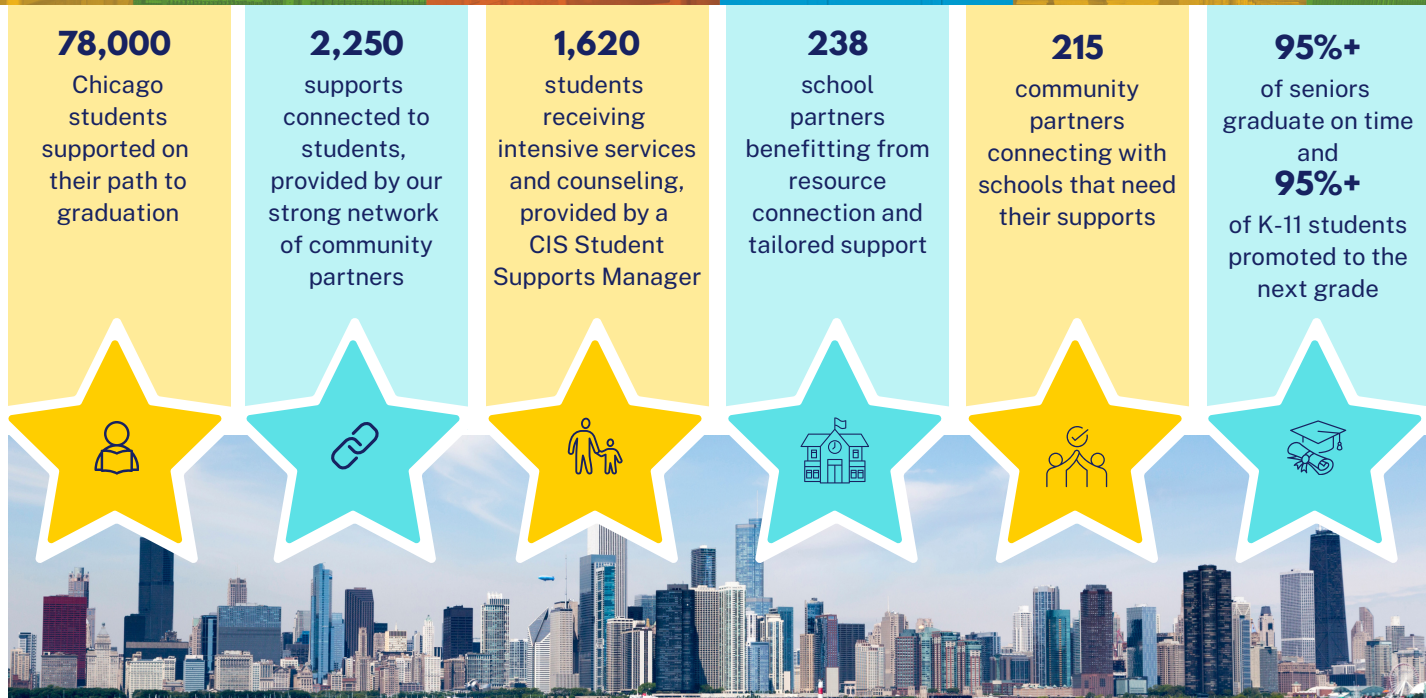 78,000
Chicago
students
supported on
their path to
graduation
2,250
supports
connected to
students,
provided by our
strong network
of community
partners
1,620
students
receiving
intensive services
and counseling,
provided by a
CIS Student
Supports Manager
238
school
partners
benefitting from
resource
connection and
tailored support
215
community
partners
connecting with
schools that need
their supports
95%+
of seniors
graduate on time
and
95%+
of K-11 students
promoted to the
next grade